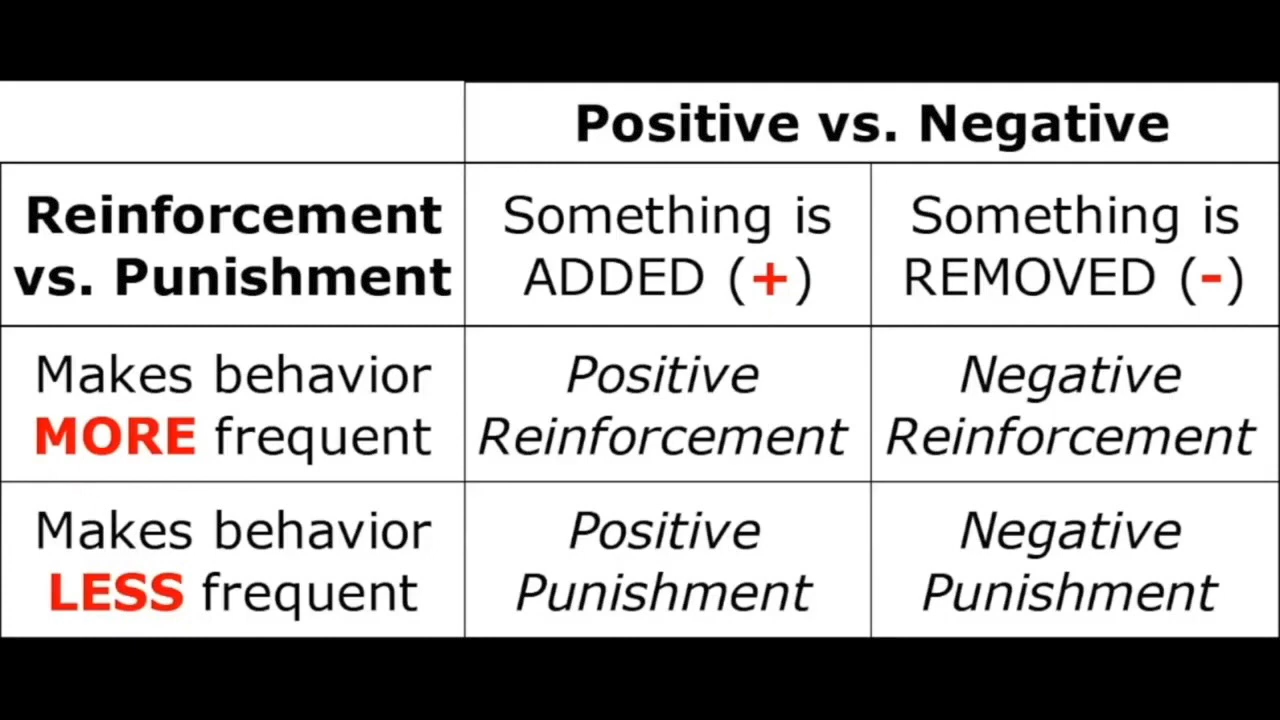 Positive vs. Negative
Reinforcement
vs. Punishment
Something is
ADDED (+)
Something is
REMOVED (-)
Makes behavior
MORE frequent
Positive
Reinforcement
Negative
Reinforcement
Makes behavior
LESS frequent
Positive
Punishment
Negative
Punishment